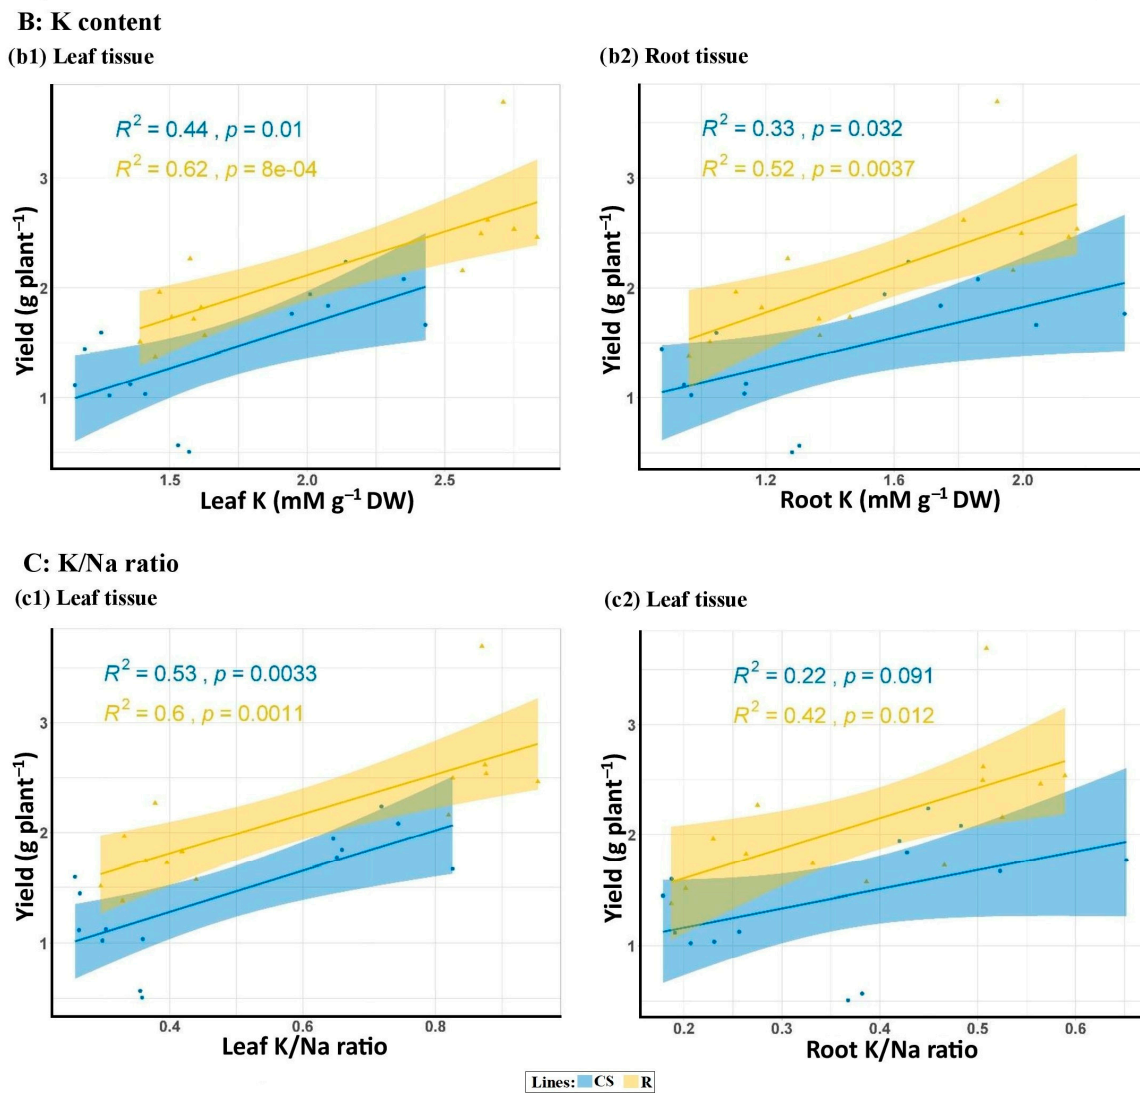 B: K content
(b1) Leaf tissue
(b2) Root tissue
R² = 0.44 , p = 0.01
R² = 0.62 , p = 8e-04
3
2
1
Yield (g plant⁻¹)
1.5 2.0 2.5
Leaf K (mM g⁻¹ DW)
R² = 0.33 , p = 0.032
R² = 0.52 , p = 0.0037
3
2
1
Yield (g plant⁻¹)
1.2 1.6 2.0
Root K (mM g⁻¹ DW)
C: K/Na ratio
(c1) Leaf tissue
(c2) Leaf tissue
R² = 0.53 , p = 0.0033
R² = 0.6 , p = 0.0011
3
2
1
Yield (g plant⁻¹)
0.4 0.6 0.8
Leaf K/Na ratio
R² = 0.22 , p = 0.091
R² = 0.42 , p = 0.012
3
2
1
Yield (g plant⁻¹)
0.2 0.3 0.4 0.5 0.6
Root K/Na ratio
Lines: CS R